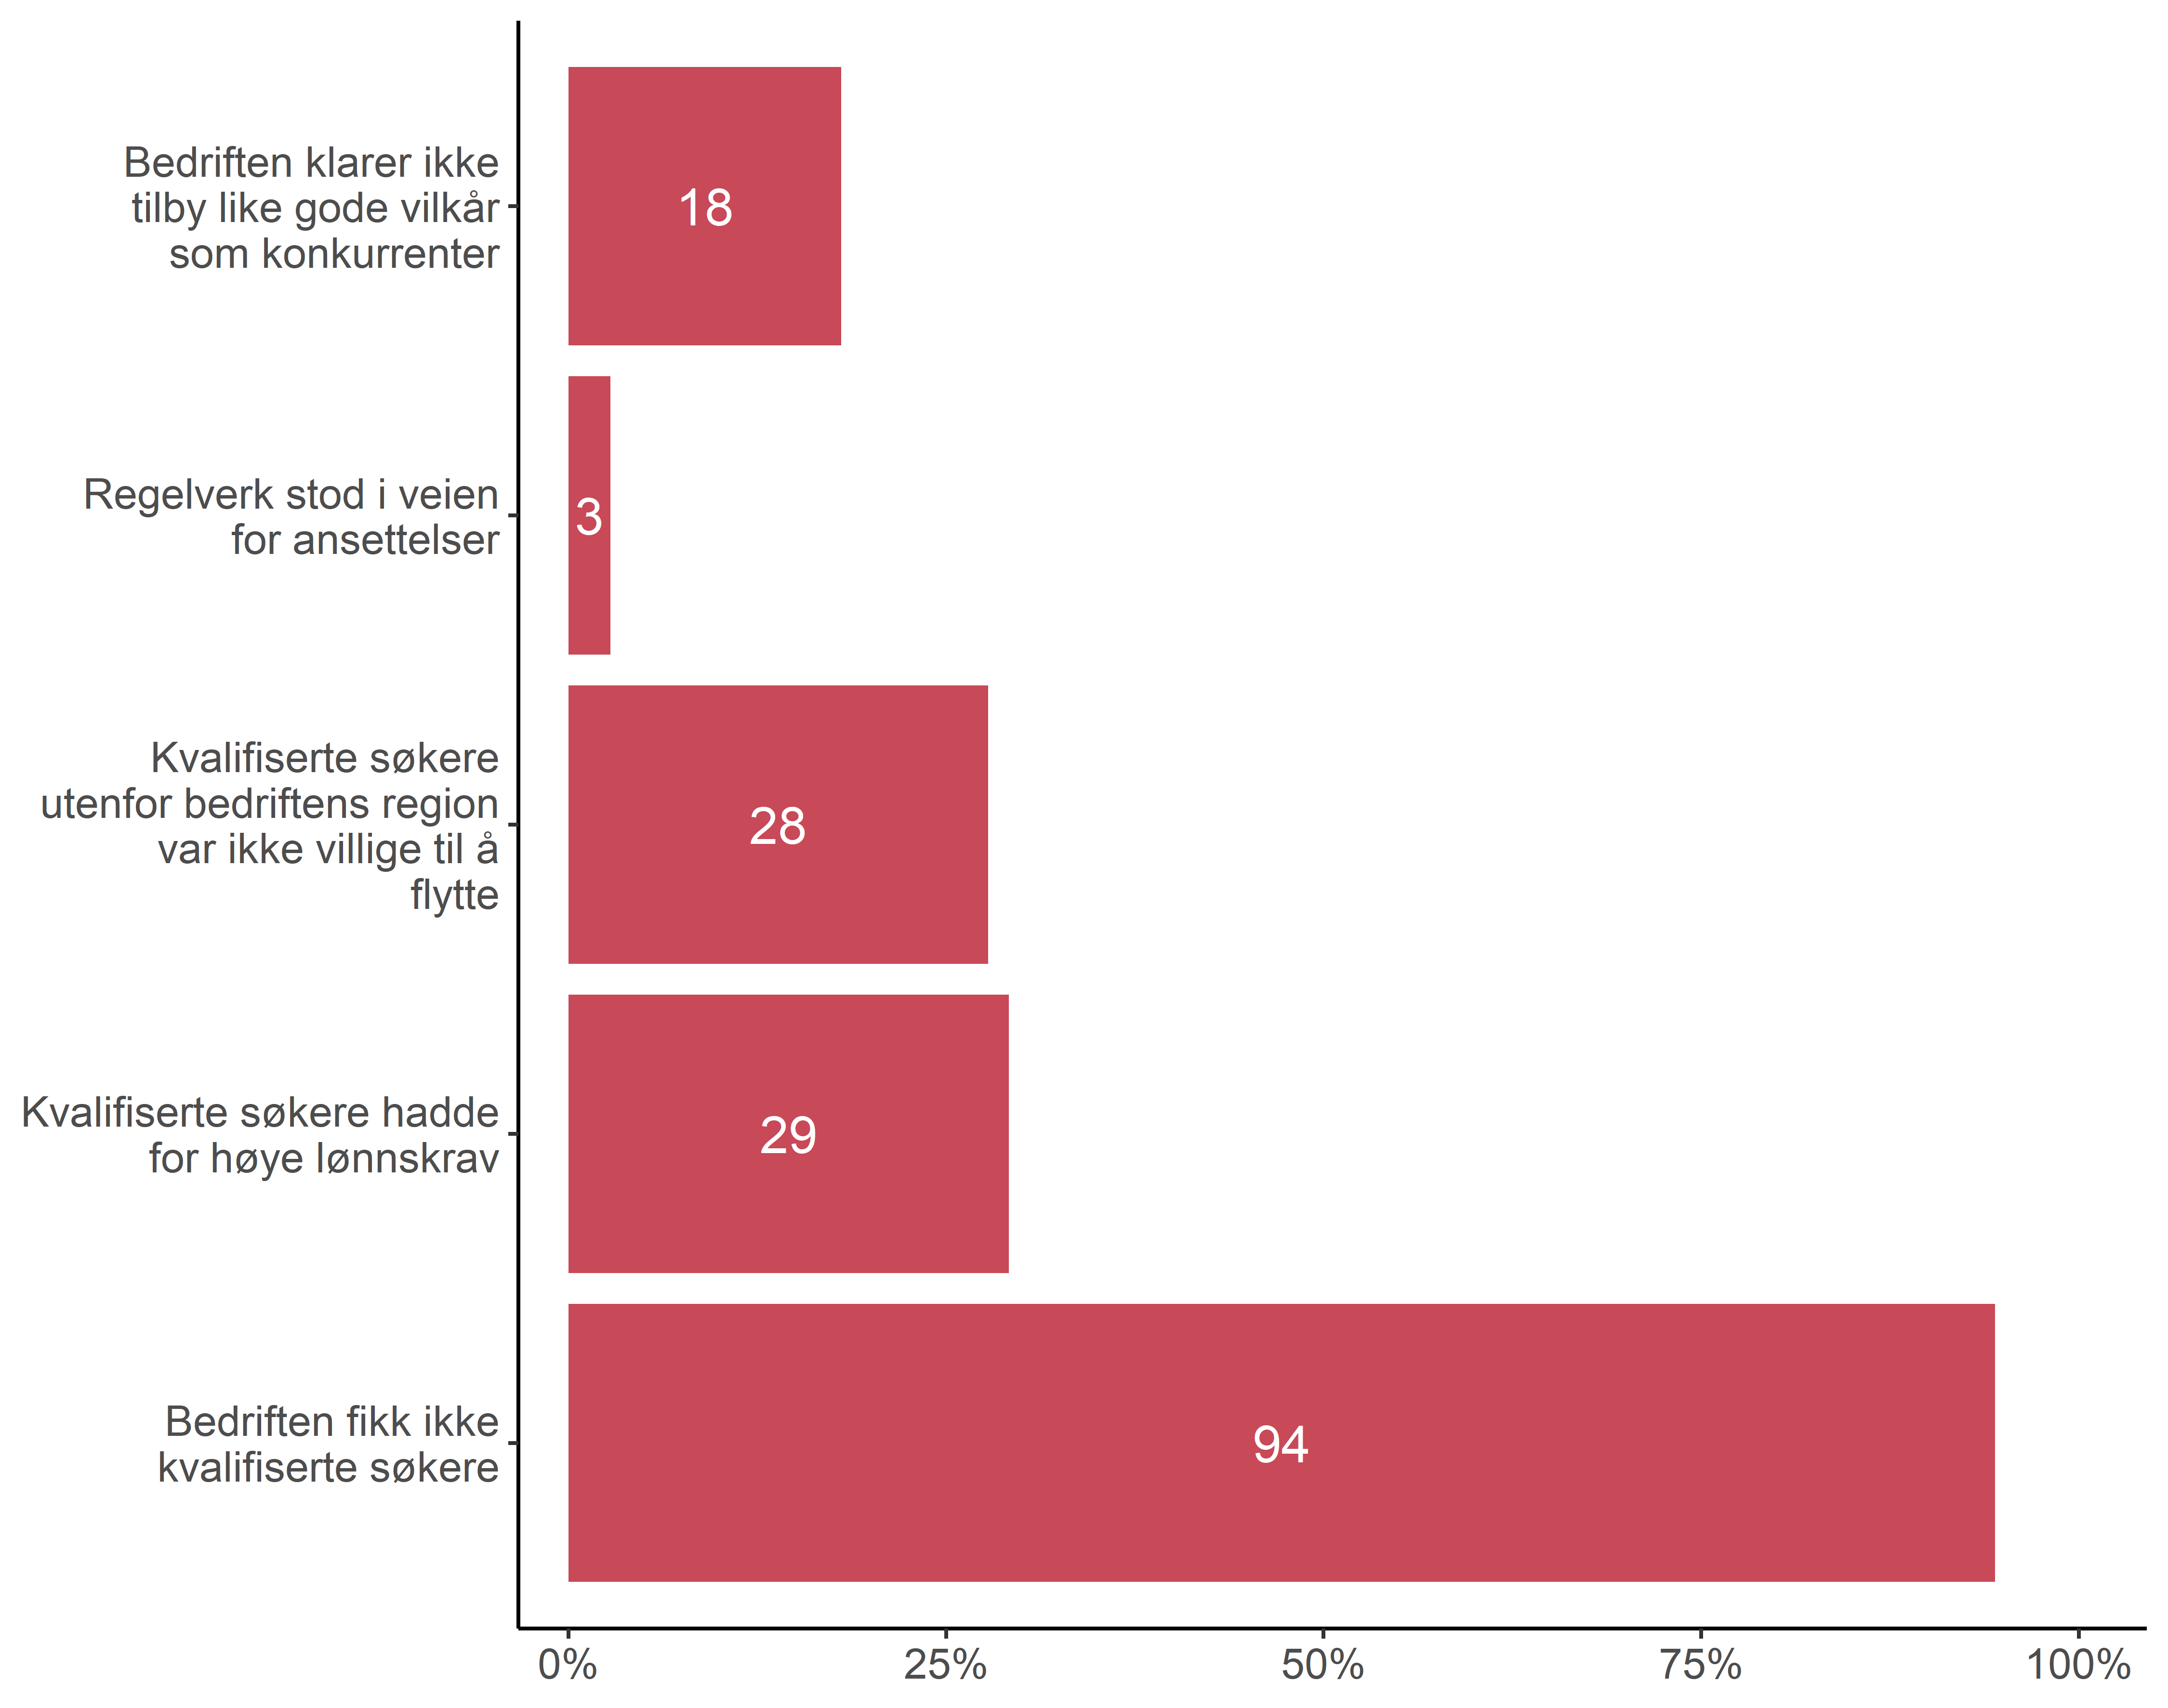 Bedriften klarer ikke
tilby like gode vilkår
som konkurrenter
18
Regelverk stod i veien
for ansettelser
3
Kvalifiserte søkere
utenfor bedriftens region
var ikke villige til å
flytte
28
Kvalifiserte søkere hadde
for høye lønnskrav
29
Bedriften fikk ikke
kvalifiserte søkere
94
0%
25%
50%
75%
100%